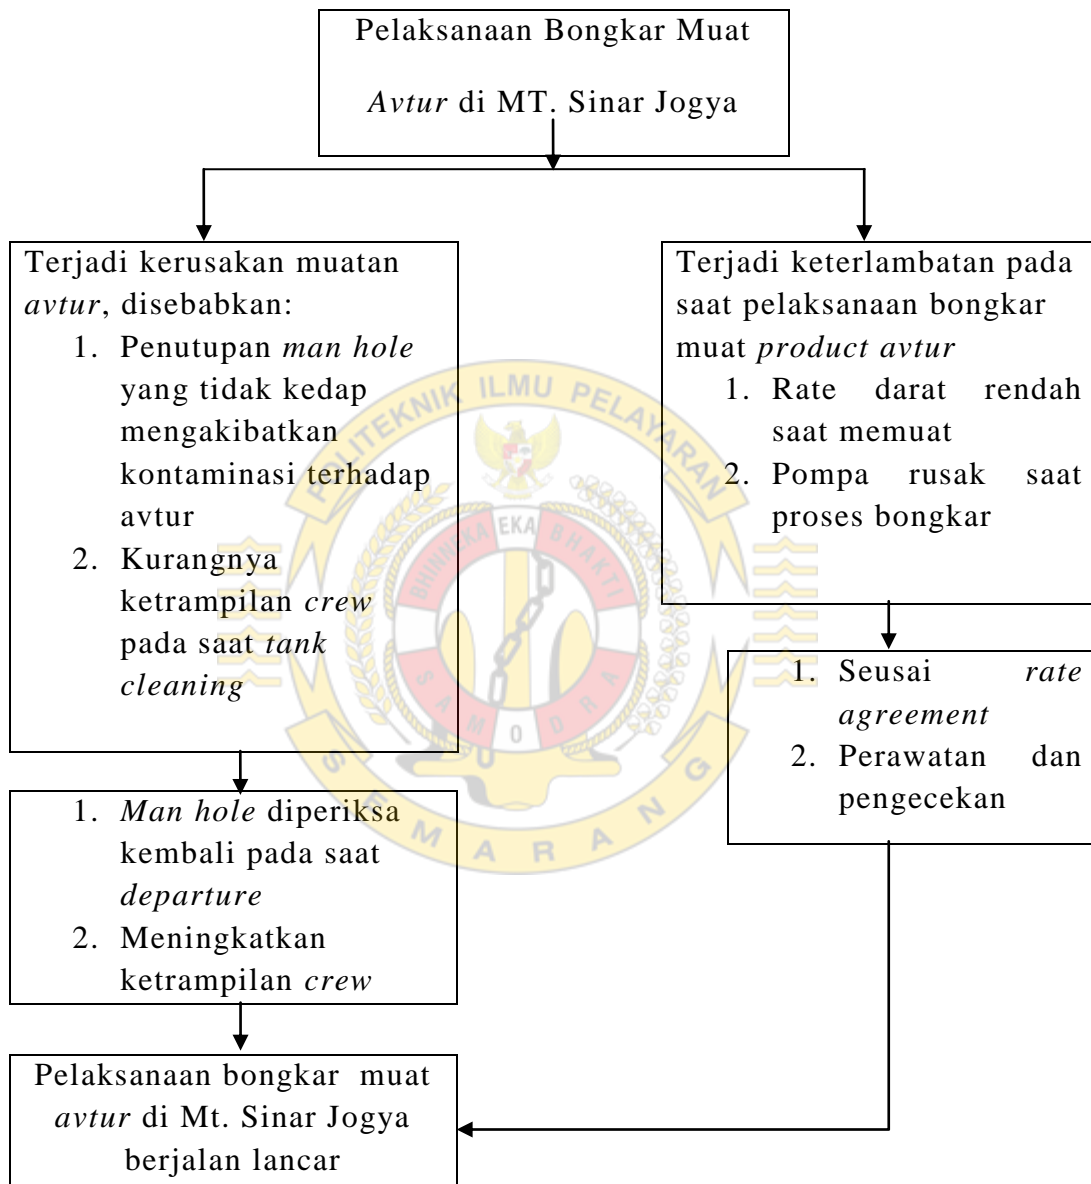 Pelaksanaan Bongkar Muat
Avtur di MT. Sinar Jogya
Terjadi kerusakan muatan
avtur, disebabkan:
1. Penutupan man hole
yang tidak kedap
mengakibatkan
kontaminasi terhadap
avtur
2. Kurangnya
ketrampilan crew
pada saat tank
cleaning
Terjadi keterlambatan pada
saat pelaksanaan bongkar
muat product avtur
1. Rate darat rendah
saat memuat
2. Pompa rusak saat
proses bongkar
1. Seusai rate
agreement
2. Perawatan dan
pengecekan
1. Man hole diperiksa
kembali pada saat
departure
2. Meningkatkan
ketrampilan crew
Pelaksanaan bongkar muat
avtur di Mt. Sinar Jogya
berjalan lancar
POLITEKNIK ILMU PELAYARAN
SEMARANG
BHINNEKA EKA BHAKTI
SAMODRA